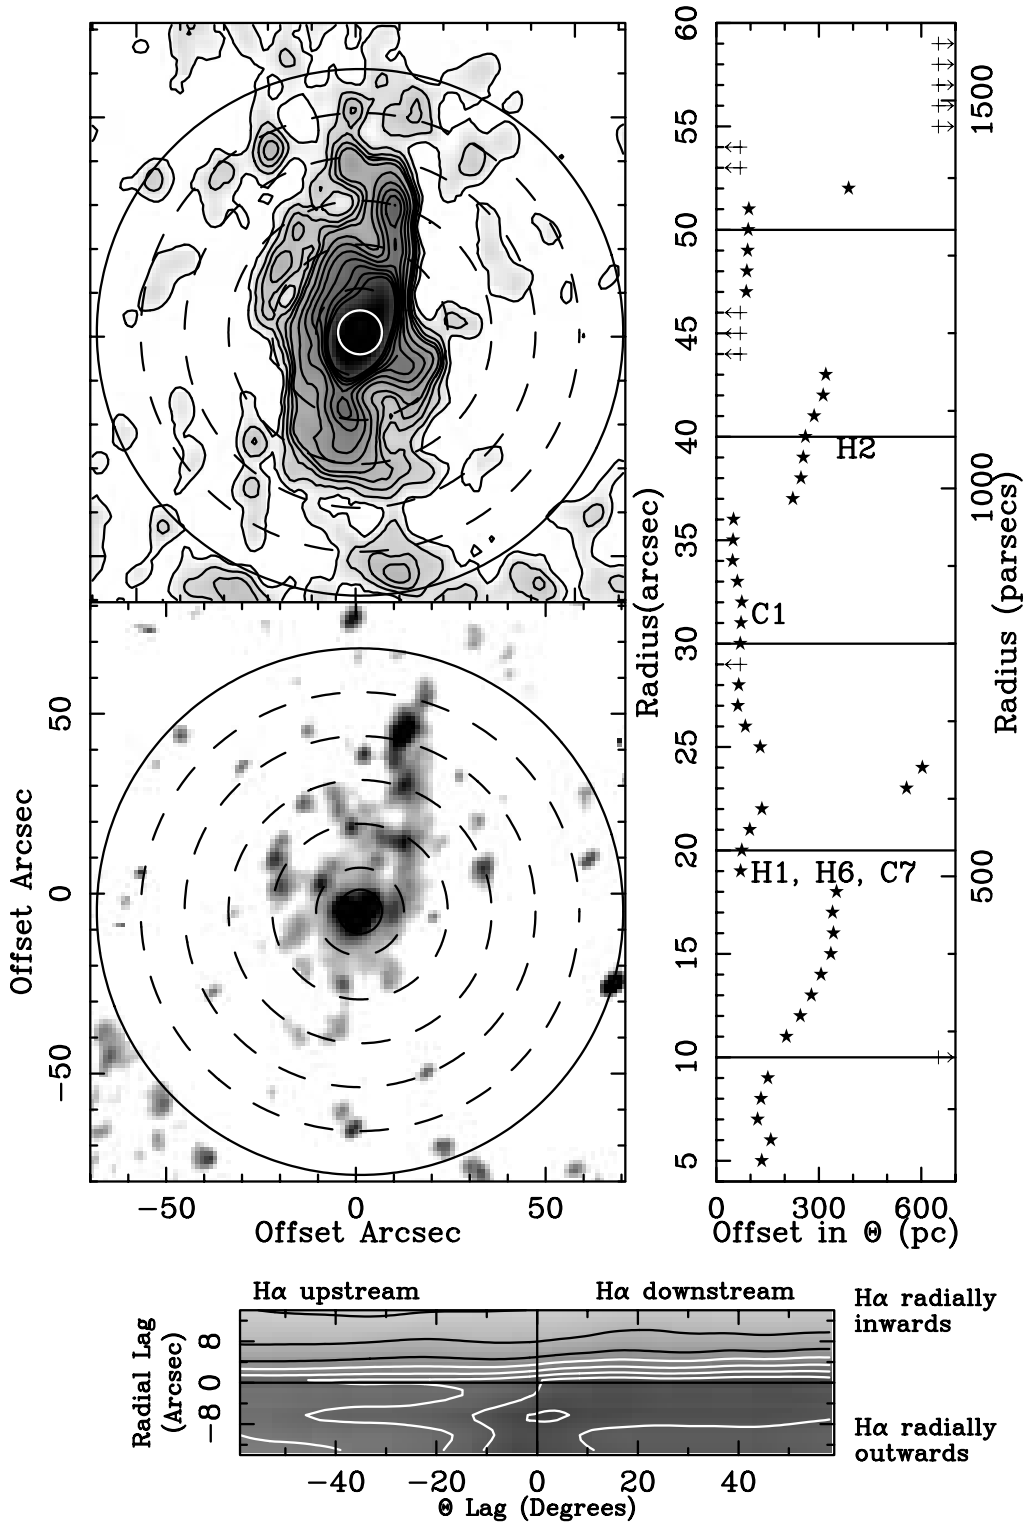 60
55
50
45
40
35
30
25
20
15
10
5
Radius(arcsec)
1500
1000
500
Radius (parsecs)
H2
C1
H1, H6, C7
0 300 600
Offset in Θ (pc)
50
0
−50
Offset Arcsec
−50 0 50
Offset Arcsec
Hα upstream
Hα downstream
Hα radially
inwards
Hα radially
outwards
8
0
−8
Radial Lag
(Arcsec)
−40 −20 0 20 40
Θ Lag (Degrees)